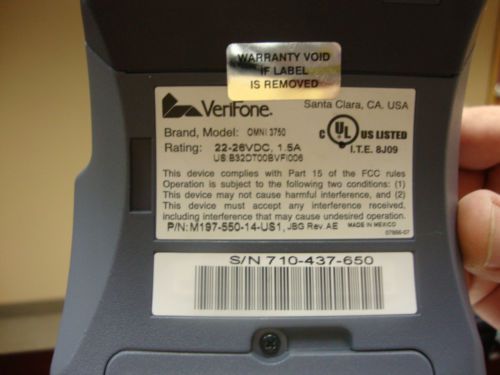 WARRANTY VOID
IF LABEL
IS REMOVED
VeriFone.
Santa Clara, CA. USA
Brand, Model: OMNI 3750
Rating: 22-26VDC, 1.5A
US:B32DT00BVFI006
C UL US LISTED
I.T.E. 8J09
This device complies with Part 15 of the FCC rules
Operation is subject to the following two conditions: (1)
This device may not cause harmful interference, and (2)
This device must accept any interference received,
including interference that may cause undesired operation.
P/N: M197-550-14-US1, JBG Rev. AE MADE IN MEXICO
07866-07
S/N 710-437-650